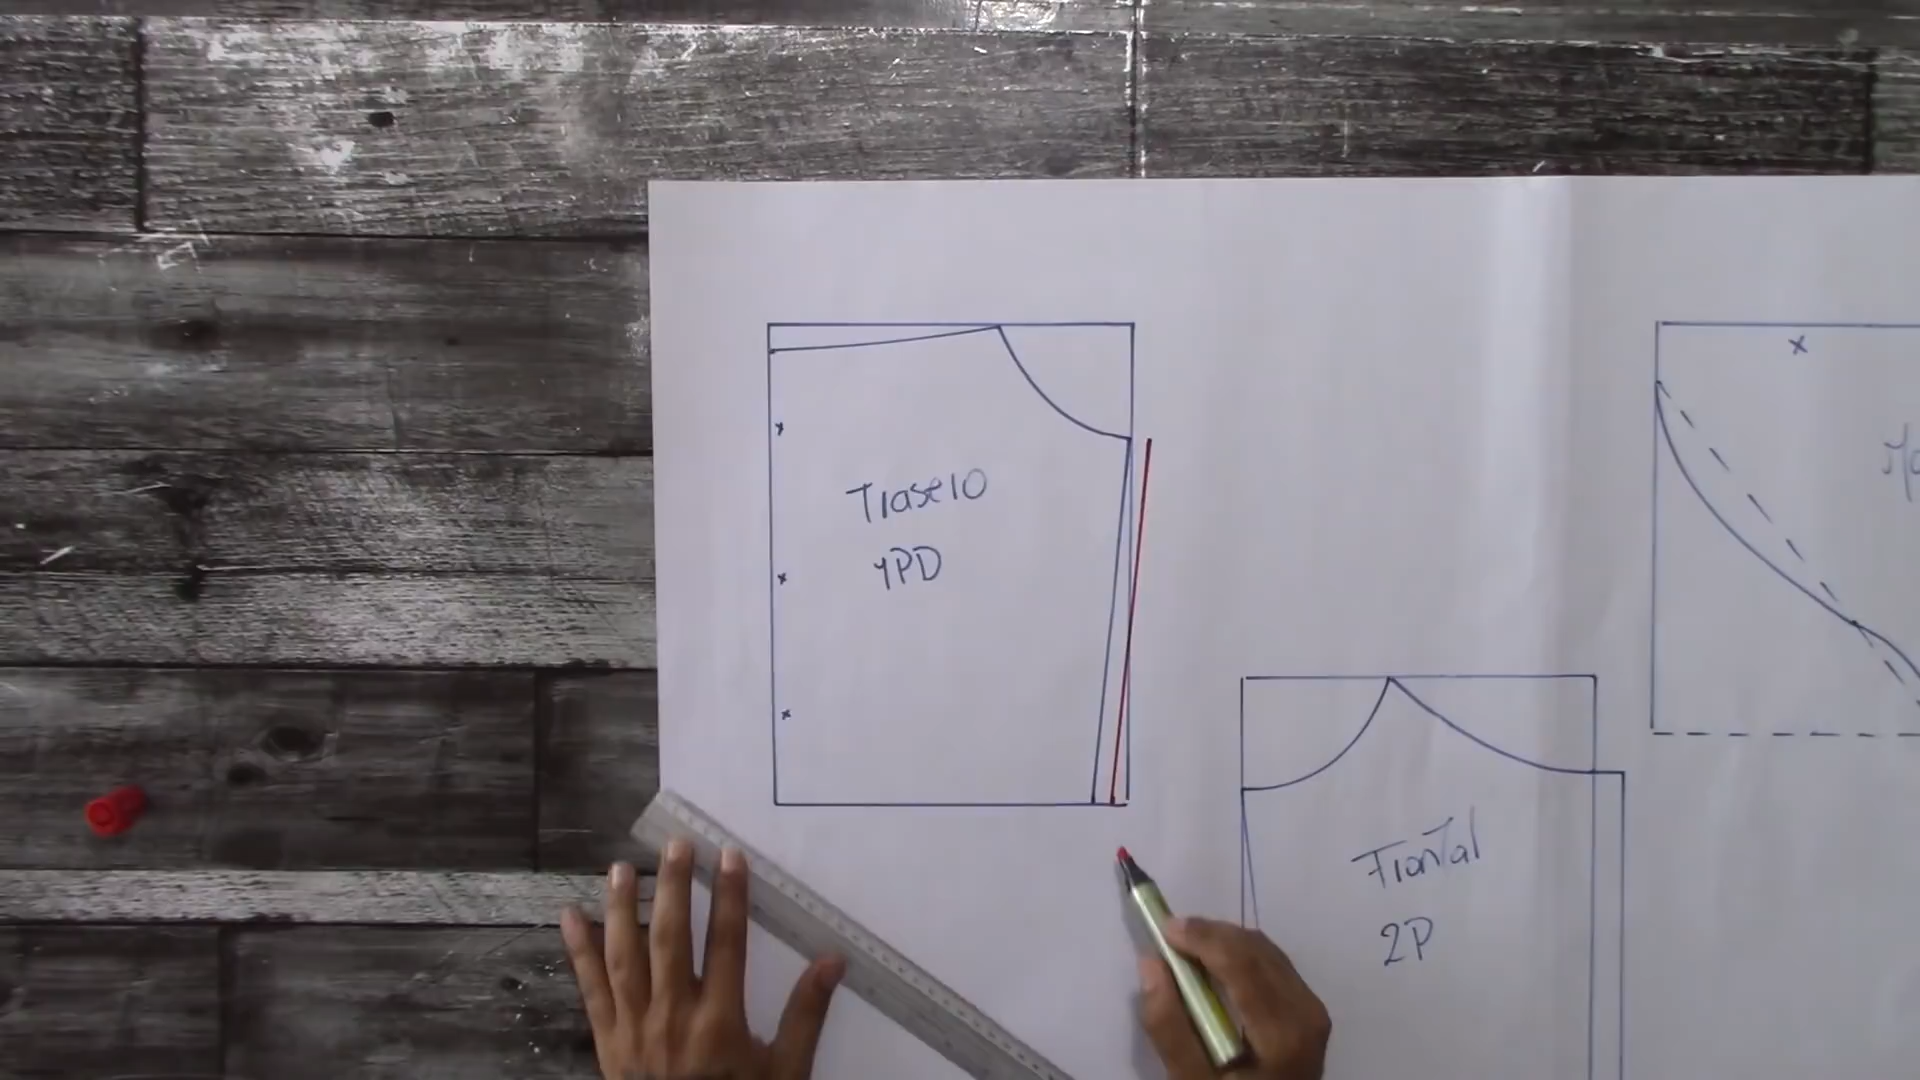 Trasero
1PD
x
x
x
x
Frontal
2P